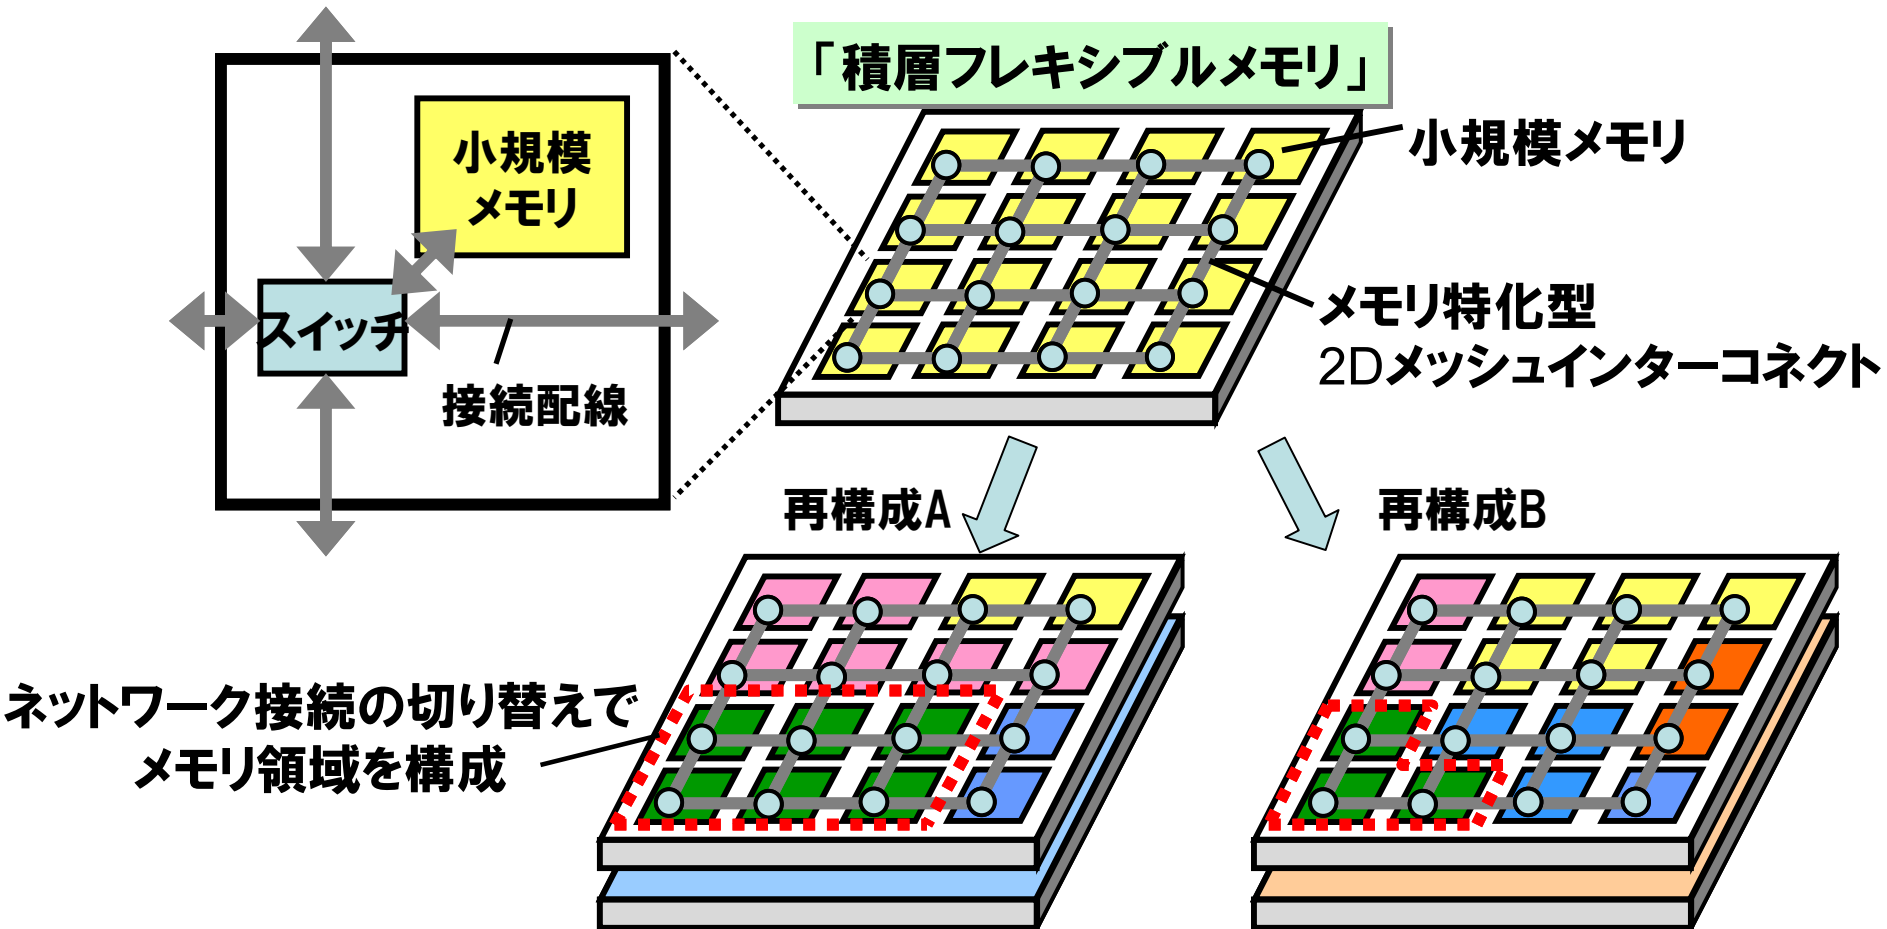 「積層フレキシブルメモリ」
小規模
メモリ
スイッチ
接続配線
小規模メモリ
メモリ特化型
2Dメッシュインターコネクト
再構成A
再構成B
ネットワーク接続の切り替えで
メモリ領域を構成